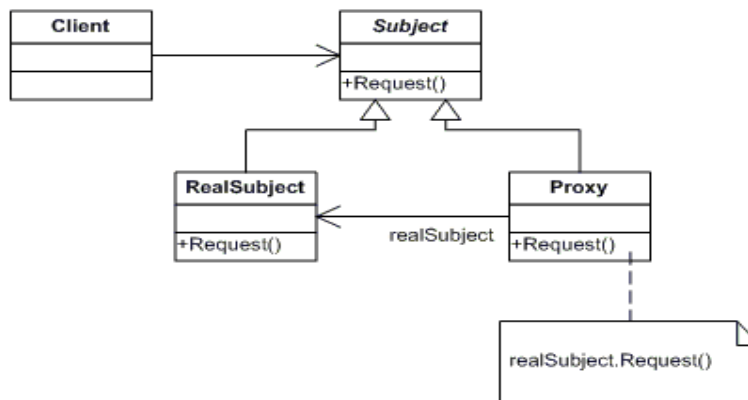 Client
Subject
+Request()
RealSubject
+Request()
Proxy
+Request()
realSubject
realSubject.Request()